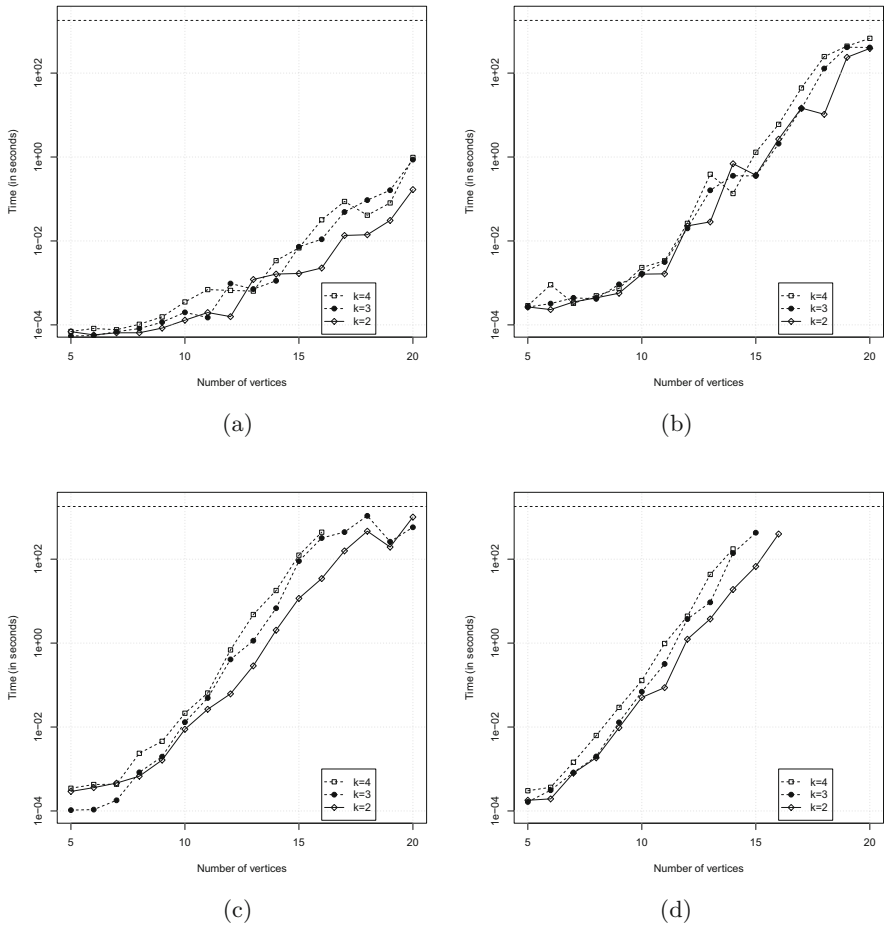 1e+02
1e+00
1e-02
1e-04
Time (in seconds)
k=4
k=3
k=2
5
10
15
20
Number of vertices
(a)
1e+02
1e+00
1e-02
1e-04
Time (in seconds)
k=4
k=3
k=2
5
10
15
20
Number of vertices
(b)
1e+02
1e+00
1e-02
1e-04
Time (in seconds)
k=4
k=3
k=2
5
10
15
20
Number of vertices
(c)
1e+02
1e+00
1e-02
1e-04
Time (in seconds)
k=4
k=3
k=2
5
10
15
20
Number of vertices
(d)